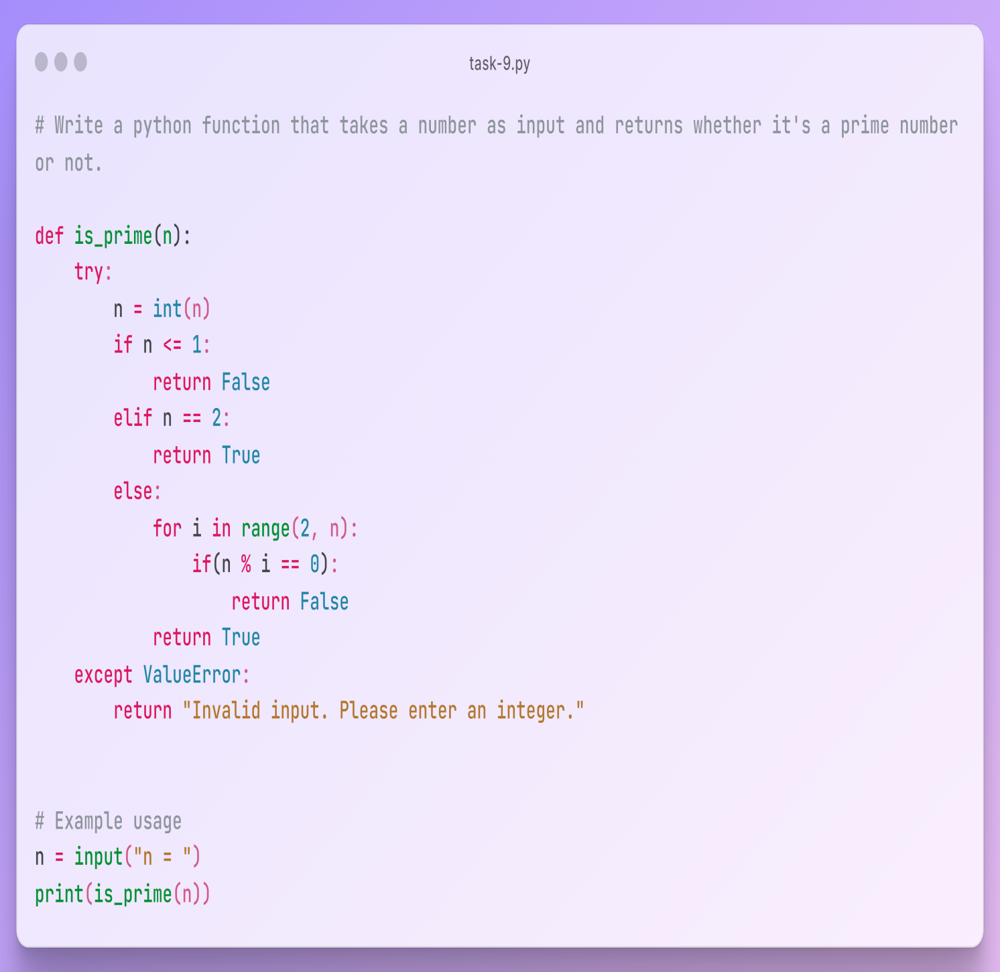 task-9.py
# Write a python function that takes a number as input and returns whether it's a prime number
or not.
def is_prime(n):
    try:
        n = int(n)
        if n <= 1:
            return False
        elif n == 2:
            return True
        else:
            for i in range(2, n):
                if(n % i == 0):
                    return False
            return True
    except ValueError:
        return "Invalid input. Please enter an integer."
# Example usage
n = input("n = ")
print(is_prime(n))